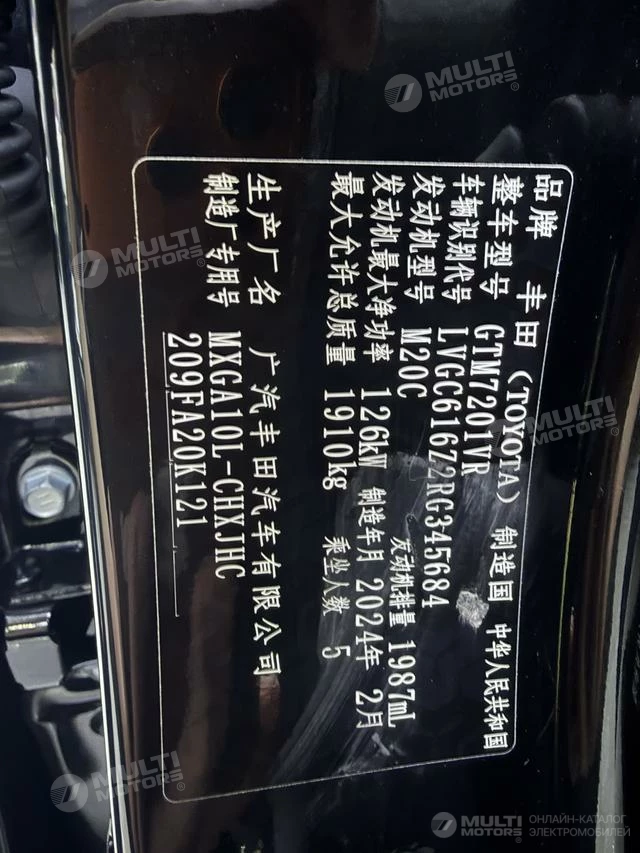 品牌 丰田 (TOYOTA) 制造国 中华人民共和国
整车型号 GTM7201VR
车辆识别代号 LVGC616Z2RG345684
发动机型号 M20C 发动机排量 1987mL
发动机最大净功率 126kW 制造年月 2024年 2月
最大允许总质量 1910kg 乘坐人数 5
生产厂名 广汽丰田汽车有限公司
制造厂专用号 MXGA10L-CHXJHC
209FA20K121
MULTI
MOTORS®
MULTI
MOTORS®
MULTI
MOTORS®
MULTI
MOTORS®
MULTI
MOTORS®
MULTI
MOTORS®
ОНЛАЙН-КАТАЛОГ
ЭЛЕКТРОМОБИЛЕЙ